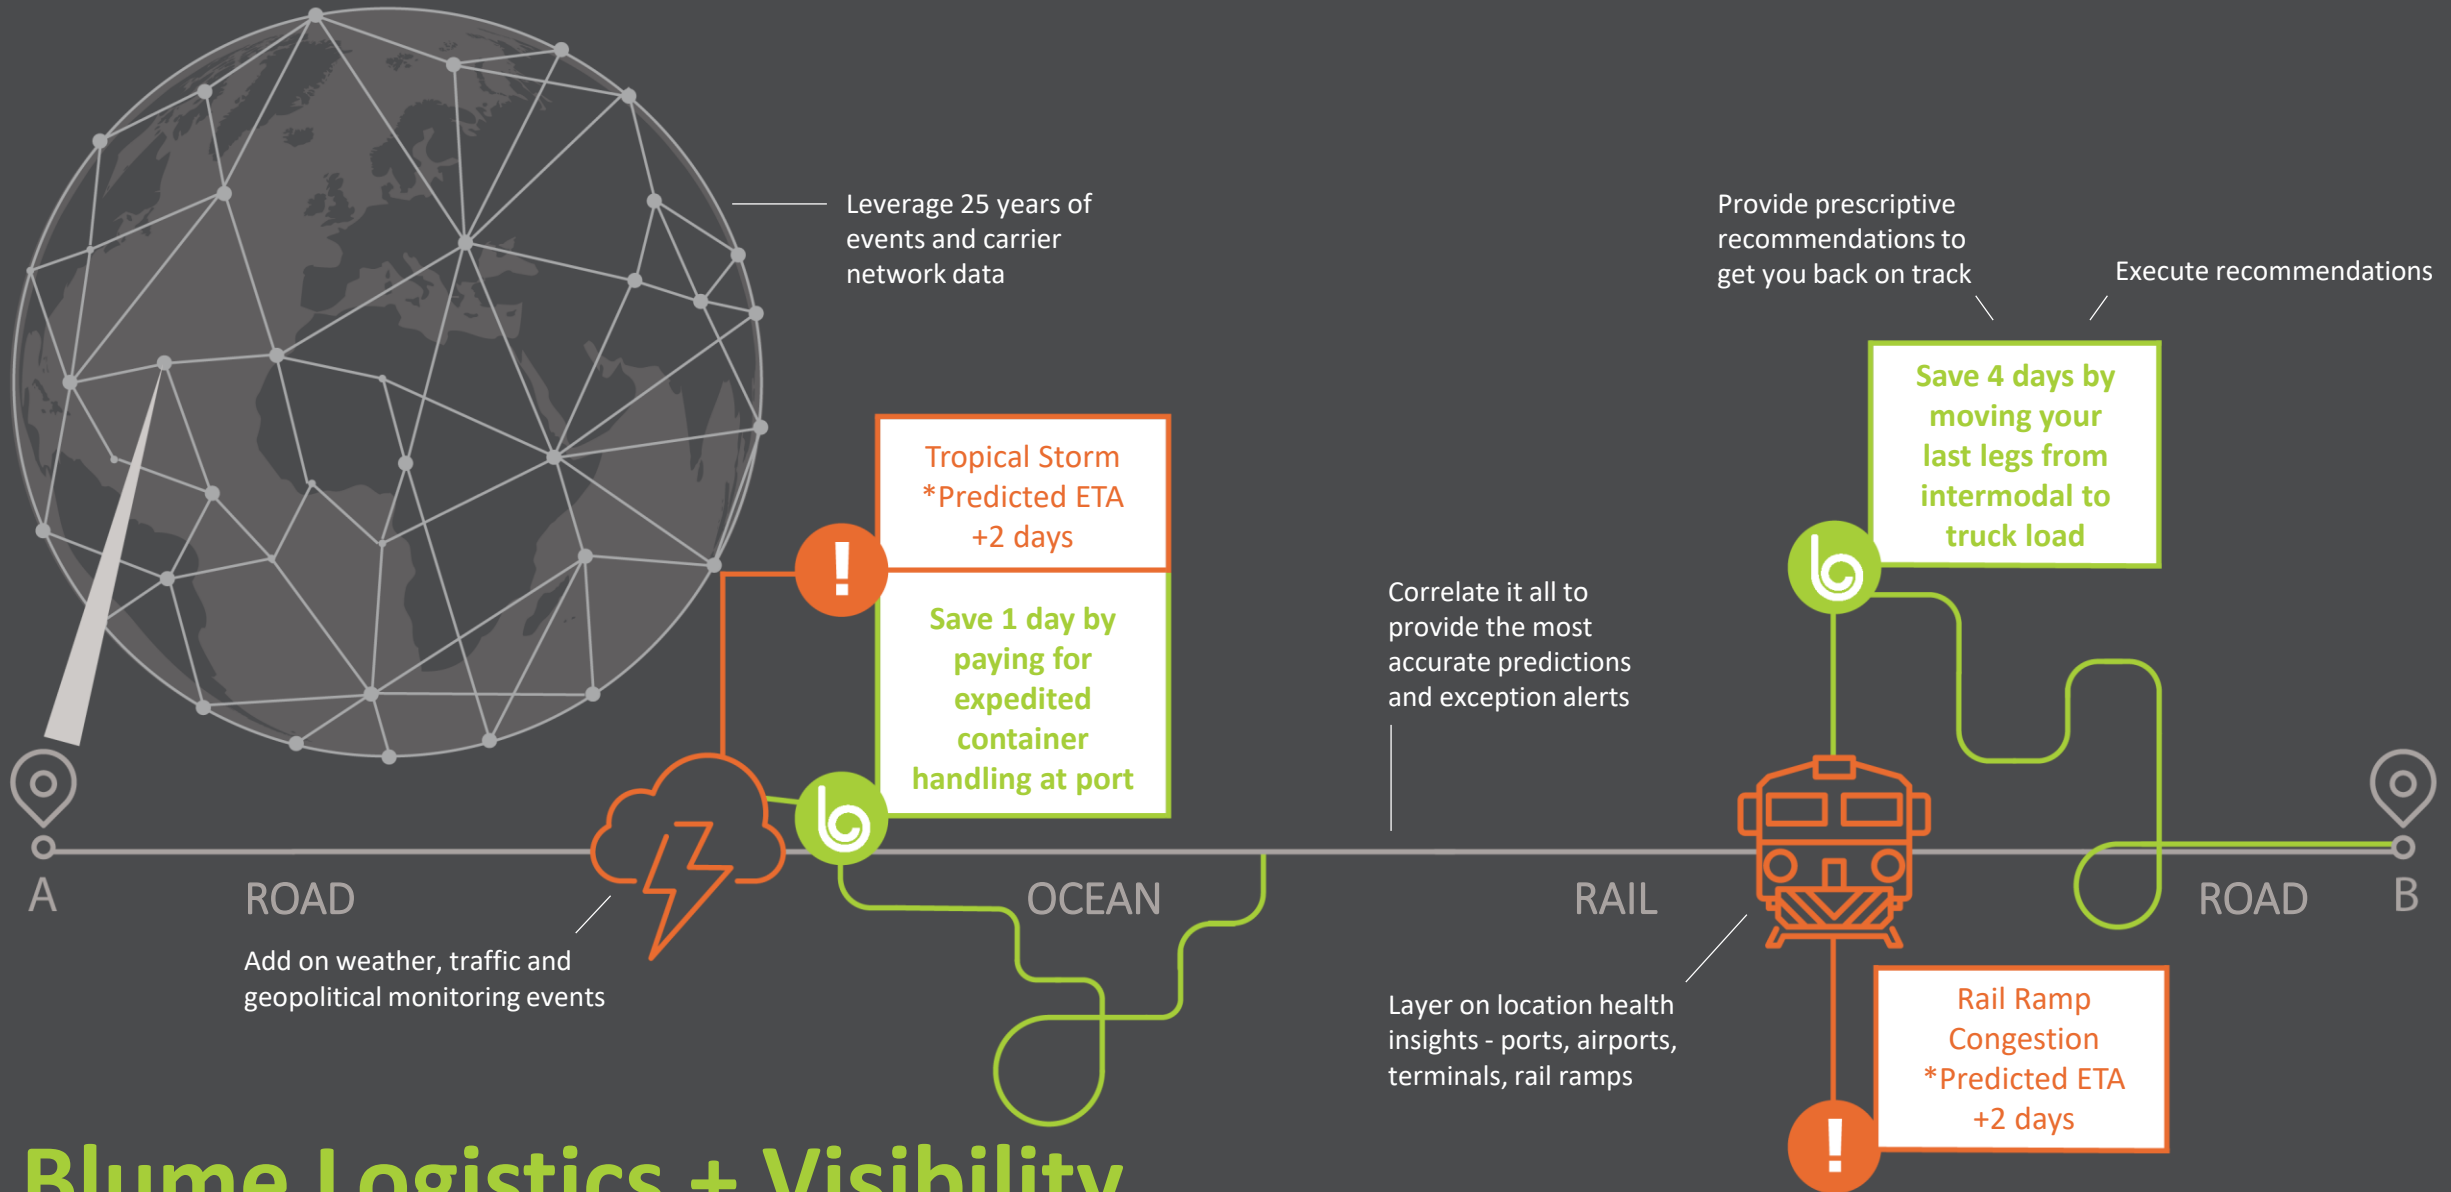 Leverage 25 years of
events and carrier
network data
Provide prescriptive
recommendations to
get you back on track
Execute recommendations
Save 4 days by
moving your
last legs from
intermodal to
truck load
Tropical Storm
*Predicted ETA
+2 days
!
Save 1 day by
paying for
expedited
container
handling at port
Correlate it all to
provide the most
accurate predictions
and exception alerts
A
ROAD
OCEAN
RAIL
ROAD
B
Add on weather, traffic and
geopolitical monitoring events
Layer on location health
insights - ports, airports,
terminals, rail ramps
Rail Ramp
Congestion
*Predicted ETA
+2 days
!
Blume Logistics + Visibility